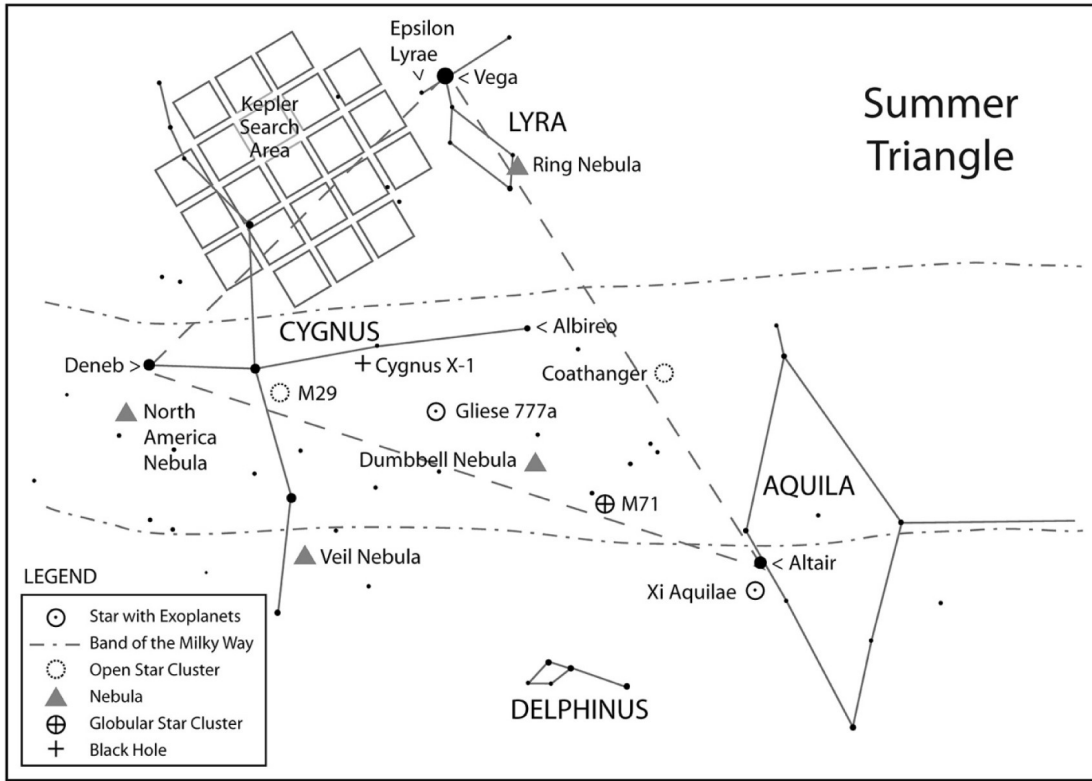 Summer
Triangle
Epsilon
Lyrae
< Vega
LYRA
Ring Nebula
Kepler
Search
Area
CYGNUS
< Albireo
Deneb >
Cygnus X-1
Coathanger
M29
North
America
Nebula
Gliese 777a
Dumbbell Nebula
M71
AQUILA
Veil Nebula
< Altair
Xi Aquilae
DELPHINUS
LEGEND
Star with Exoplanets
Band of the Milky Way
Open Star Cluster
Nebula
Globular Star Cluster
Black Hole